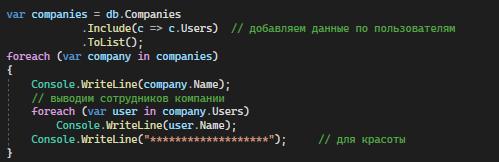 var companies = db.Companies
.Include(c => c.Users) // добавляем данные по пользователям
.ToList();
foreach (var company in companies)
{
Console.WriteLine(company.Name);
// выводим сотрудников компании
foreach (var user in company.Users)
Console.WriteLine(user.Name);
Console.WriteLine("*******************"); // для красоты
}